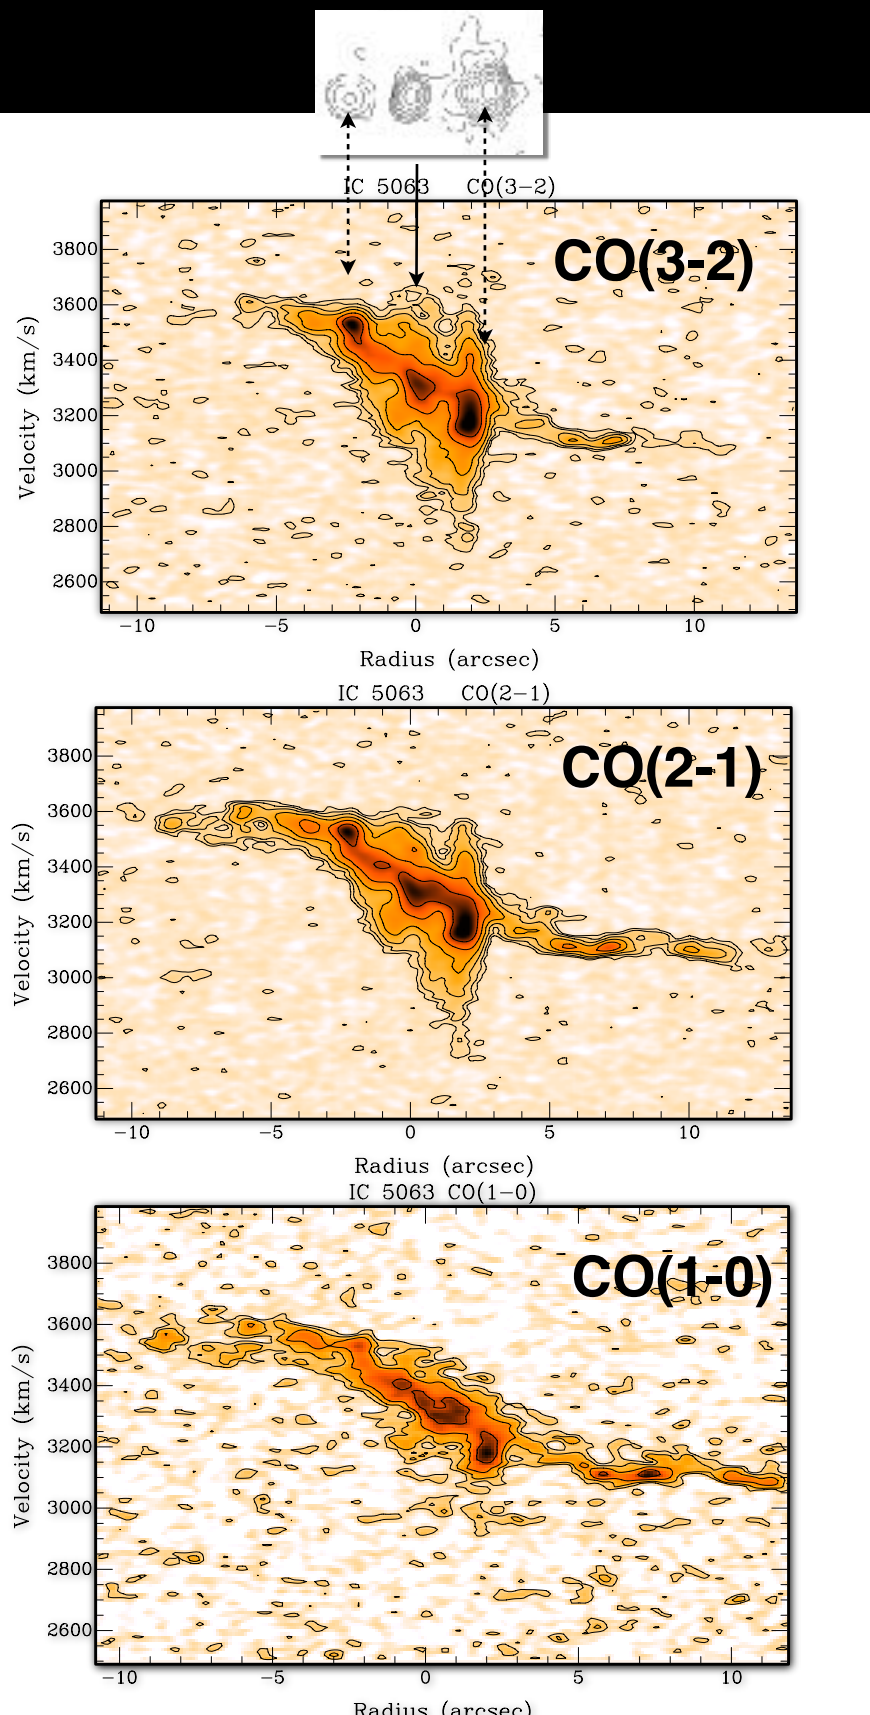 IC 5063 CO(3−2)
CO(3-2)
3800
3600
3400
3200
3000
2800
2600
Velocity (km/s)
−10 −5 0 5 10
Radius (arcsec)
IC 5063 CO(2−1)
CO(2-1)
3800
3600
3400
3200
3000
2800
2600
Velocity (km/s)
−10 −5 0 5 10
Radius (arcsec)
IC 5063 CO(1−0)
CO(1-0)
3800
3600
3400
3200
3000
2800
2600
Velocity (km/s)
−10 −5 0 5 10
Radius (arcsec)